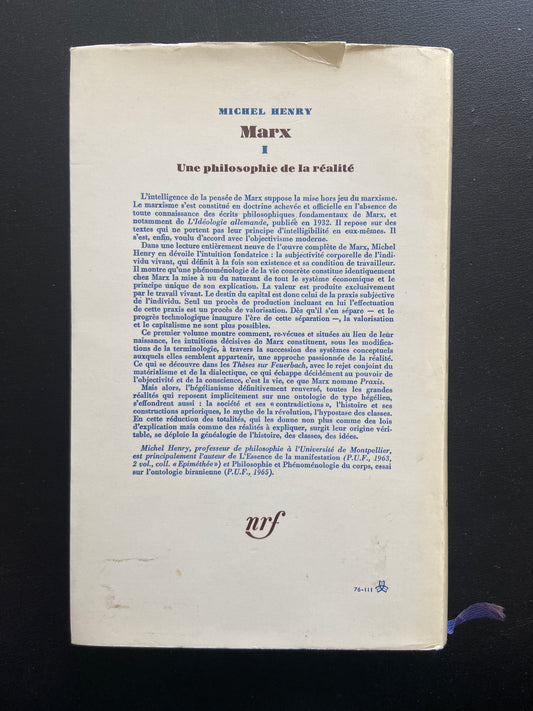 MICHEL HENRY
Marx
I
Une philosophie de la réalité
L'intelligence de la pensée de Marx suppose la mise hors jeu du marxisme.
Le marxisme s'est constitué en doctrine achevée et officielle en l'absence de
toute connaissance des écrits philosophiques fondamentaux de Marx, et
notamment de L'Idéologie allemande, publiée en 1932. Il repose sur des
textes qui ne portent pas leur principe d'intelligibilité en eux-mêmes. Il
s'est, enfin, voulu d'accord avec l'objectivisme moderne.
Dans une lecture entièrement neuve de l'œuvre complète de Marx, Michel
Henry en dévoile l'intuition fondatrice : la subjectivité corporelle de l'indi-
vidu vivant, qui définit à la fois son existence et sa condition de travailleur.
Il montre qu'une phénoménologie de la vie concrète constitue identiquement
chez Marx la mise à nu du naturant de tout le système économique et le
principe unique de son explication. La valeur est produite exclusivement
par le travail vivant. Le destin du capital est donc celui de la praxis subjective
de l'individu. Seul un procès de production incluant en lui l'effectuation
de cette praxis est un procès de valorisation. Dès qu'il s'en sépare — et le
progrès technologique inaugure l'ère de cette séparation —, la valorisation
et le capitalisme ne sont plus possibles.
Ce premier volume montre comment, re-vécues et situées au lieu de leur
naissance, les intuitions décisives de Marx constituent, sous les modifica-
tions de la terminologie, à travers la succession des systèmes conceptuels
auxquels elles semblent appartenir, une approche passionnée de la réalité.
Ce qui se découvre dans les Thèses sur Feuerbach, avec le rejet conjoint du
matérialisme et de la dialectique, ce qui échappe décidément au pouvoir de
l'objectivité et de la conscience, c'est la vie, ce que Marx nomme Praxis.
Mais alors, l'hégélianisme définitivement renversé, toutes les grandes
réalités qui reposent implicitement sur une ontologie de type hégélien,
s'effondrent aussi : la société et ses « contradictions », l'histoire et ses
constructions aprioriques, le mythe de la révolution, l'hypostase des classes.
En cette réduction des totalités, qui les donne non plus comme des lois
d'explication mais comme des réalités à expliquer, surgit leur origine véri-
table, se déploie la généalogie de l'histoire, des classes, des idées.
Michel Henry, professeur de philosophie à l'Université de Montpellier,
est principalement l'auteur de L'Essence de la manifestation (P.U.F., 1963,
2 vol., coll. « Epiméthée ») et Philosophie et Phénoménologie du corps, essai
sur l'ontologie biranienne (P.U.F., 1965).
nrf
76-III